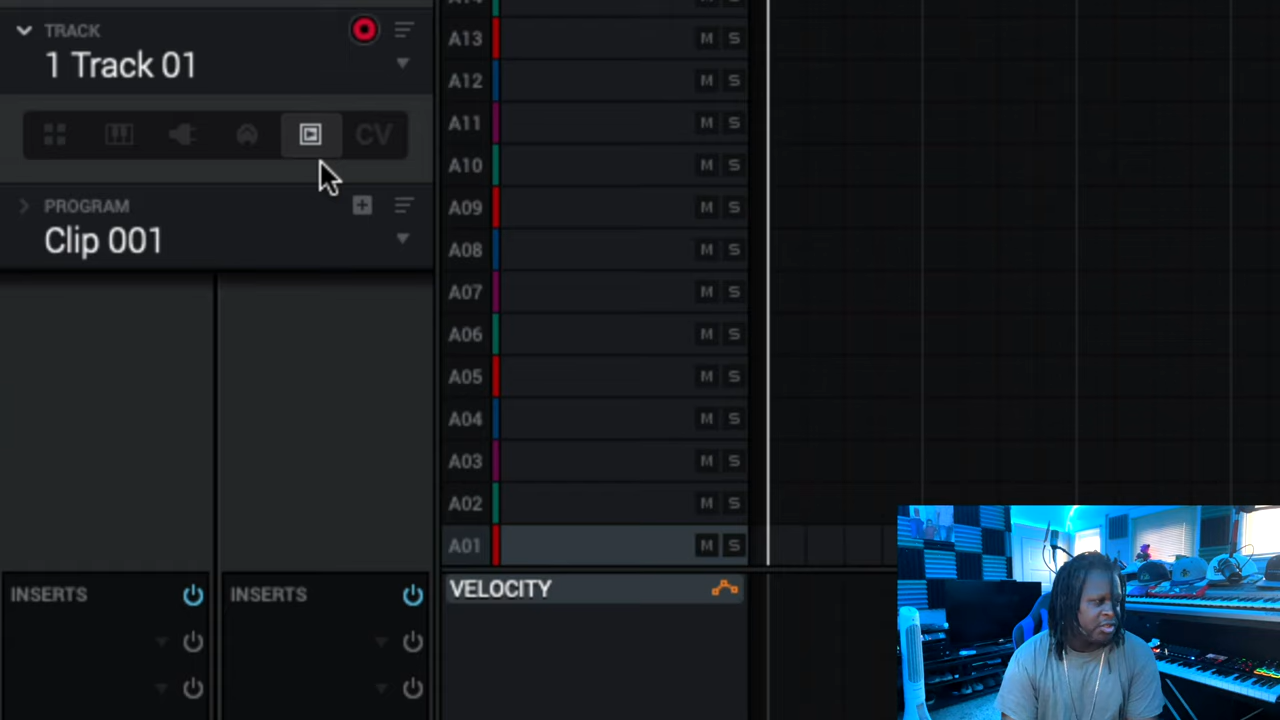 TRACK
1 Track 01
CV
PROGRAM
Clip 001
A13 M S
A12 M S
A11 M S
A10 M S
A09 M S
A08 M S
A07 M S
A06 M S
A05 M S
A04 M S
A03 M S
A02 M S
A01 M S
INSERTS
INSERTS
VELOCITY